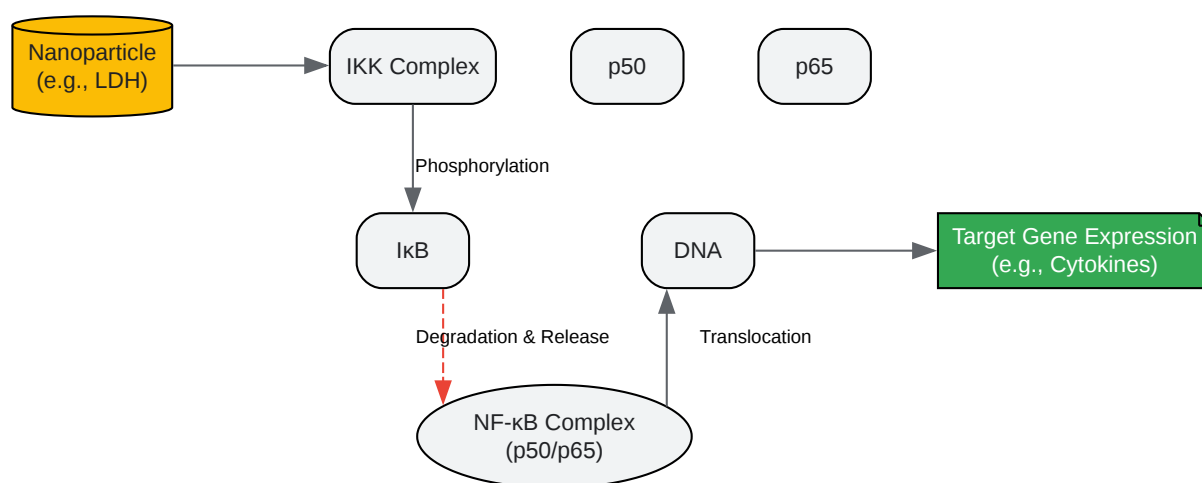 Nanoparticle
(e.g., LDH)
IKK Complex
p50
p65
Phosphorylation
IκB
DNA
Target Gene Expression
(e.g., Cytokines)
Degradation & Release
Translocation
NF-κB Complex
(p50/p65)